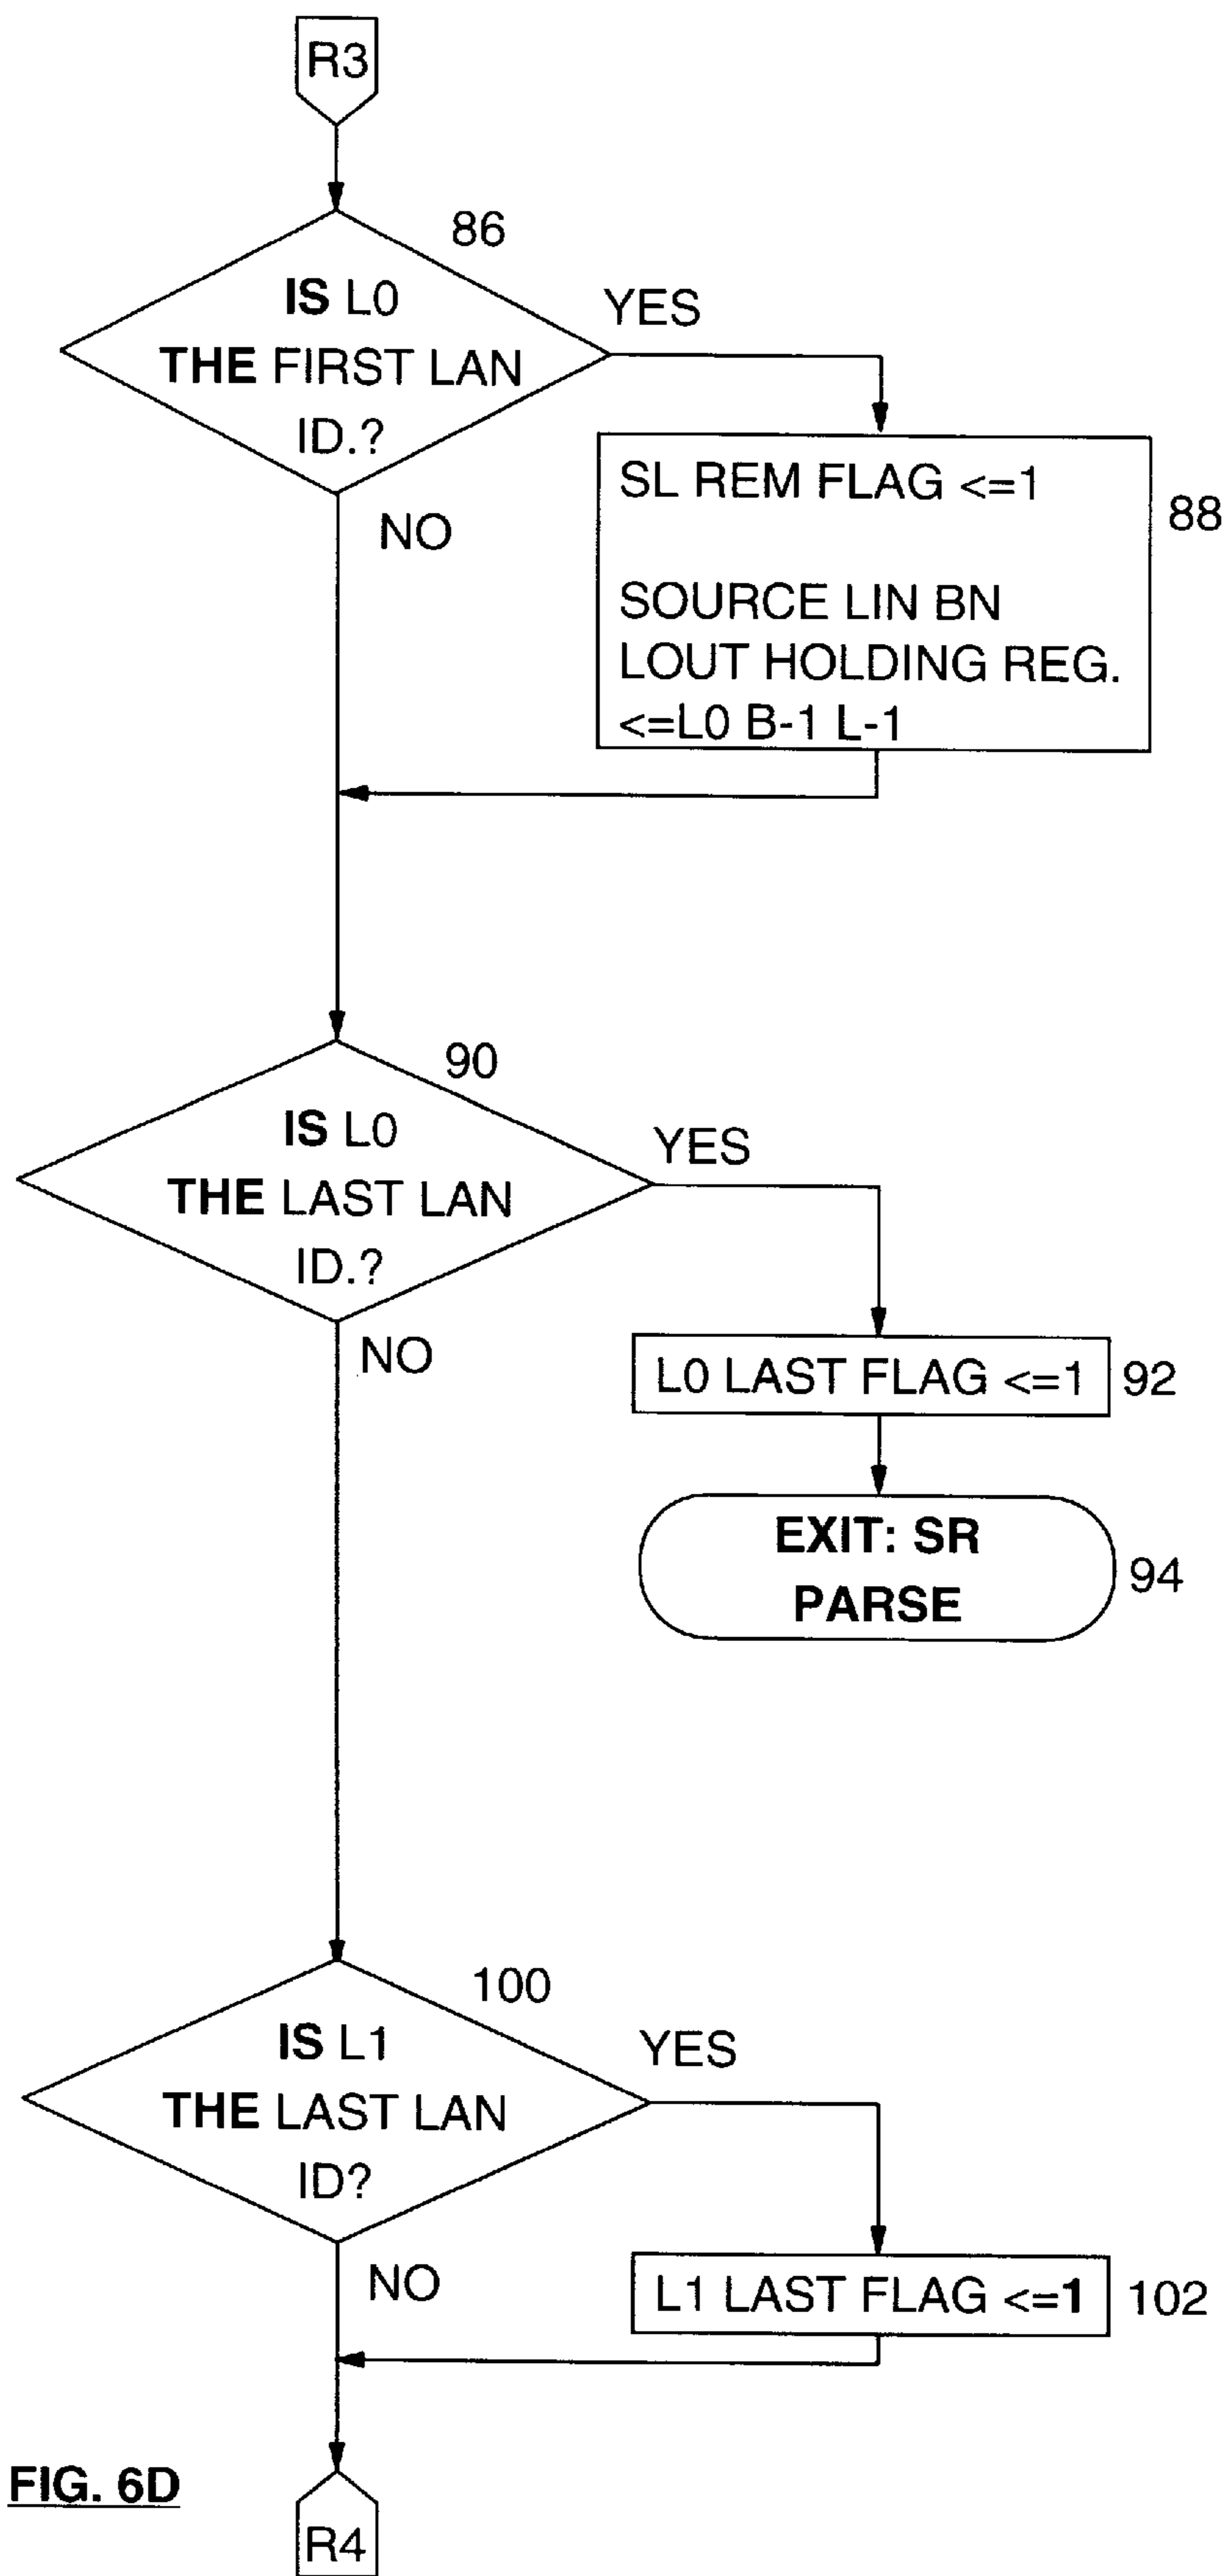 R3
86
IS L0
THE FIRST LAN
ID.?
YES
NO
SL REM FLAG <=1
88
SOURCE LIN BN
LOUT HOLDING REG.
<=L0 B-1 L-1
90
IS L0
THE LAST LAN
ID.?
YES
NO
L0 LAST FLAG <=1
92
EXIT: SR
PARSE
94
100
IS L1
THE LAST LAN
ID?
YES
NO
L1 LAST FLAG <=1
102
FIG. 6D
R4